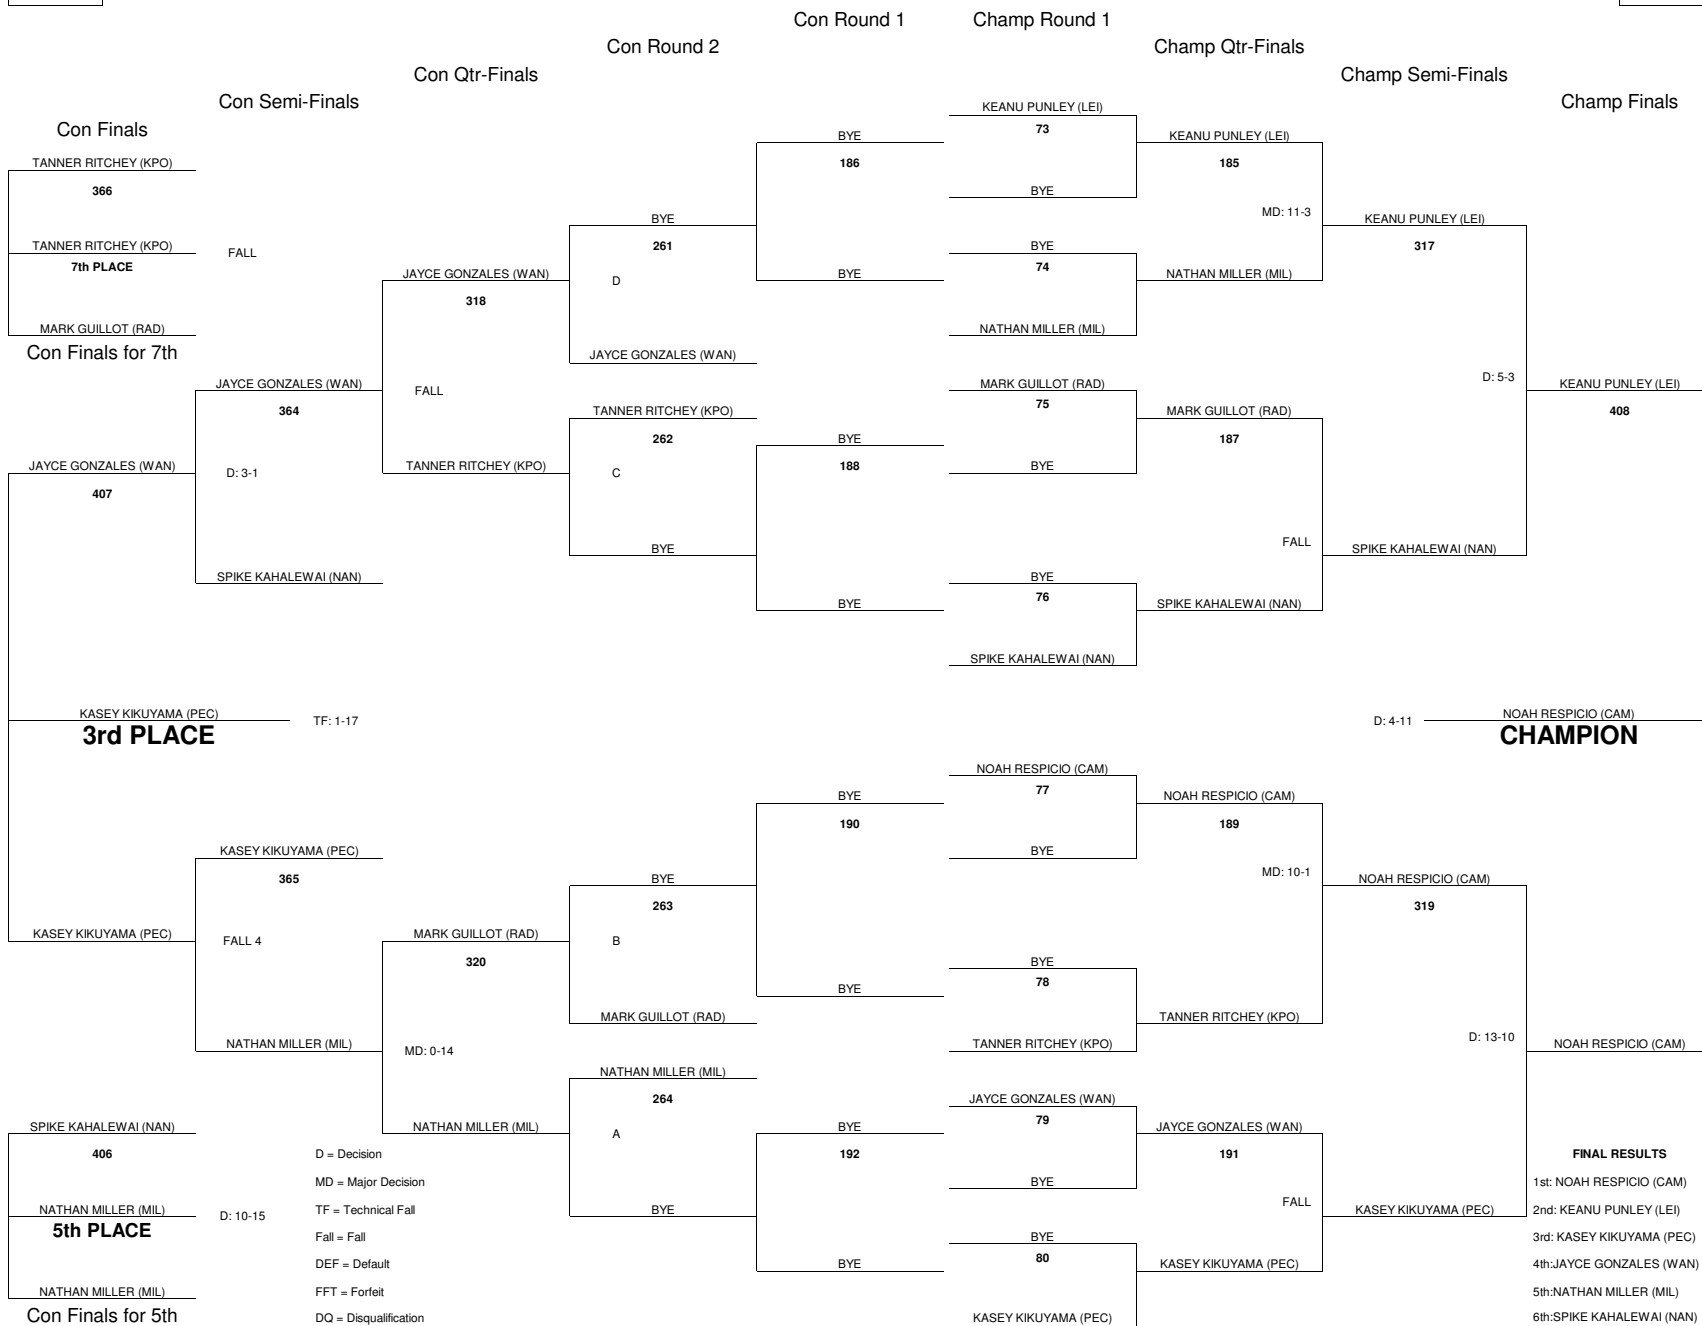 Con Round 1
Champ Round 1
Con Round 2
Champ Qtr-Finals
Con Qtr-Finals
Champ Semi-Finals
Con Semi-Finals
Champ Finals
Con Finals
KEANU PUNLEY (LEI)
73
BYE
KEANU PUNLEY (LEI)
TANNER RITCHEY (KPO)
186
185
366
BYE
MD: 11-3
BYE
KEANU PUNLEY (LEI)
TANNER RITCHEY (KPO)
FALL
261
BYE
317
7th PLACE
74
JAYCE GONZALES (WAN)
D
BYE
NATHAN MILLER (MIL)
318
MARK GUILLOT (RAD)
NATHAN MILLER (MIL)
Con Finals for 7th
JAYCE GONZALES (WAN)
D: 5-3
JAYCE GONZALES (WAN)
FALL
MARK GUILLOT (RAD)
KEANU PUNLEY (LEI)
364
75
408
TANNER RITCHEY (KPO)
MARK GUILLOT (RAD)
262
BYE
187
JAYCE GONZALES (WAN)
D: 3-1
TANNER RITCHEY (KPO)
C
188
BYE
407
FALL
BYE
SPIKE KAHALEWAI (NAN)
SPIKE KAHALEWAI (NAN)
BYE
76
BYE
SPIKE KAHALEWAI (NAN)
SPIKE KAHALEWAI (NAN)
KASEY KIKUYAMA (PEC)
TF: 1-17
D: 4-11
NOAH RESPICIO (CAM)
3rd PLACE
CHAMPION
NOAH RESPICIO (CAM)
77
BYE
NOAH RESPICIO (CAM)
190
189
KASEY KIKUYAMA (PEC)
BYE
365
MD: 10-1
BYE
NOAH RESPICIO (CAM)
263
319
KASEY KIKUYAMA (PEC)
FALL 4
MARK GUILLOT (RAD)
B
320
BYE
78
BYE
MARK GUILLOT (RAD)
TANNER RITCHEY (KPO)
D: 13-10
NATHAN MILLER (MIL)
MD: 0-14
TANNER RITCHEY (KPO)
NOAH RESPICIO (CAM)
NATHAN MILLER (MIL)
264
JAYCE GONZALES (WAN)
79
SPIKE KAHALEWAI (NAN)
NATHAN MILLER (MIL)
A
BYE
JAYCE GONZALES (WAN)
406
D = Decision
192
191
FINAL RESULTS
MD = Major Decision
BYE
1st: NOAH RESPICIO (CAM)
FALL
NATHAN MILLER (MIL)
D: 10-15
TF = Technical Fall
BYE
KASEY KIKUYAMA (PEC)
2nd: KEANU PUNLEY (LEI)
5th PLACE
Fall = Fall
BYE
3rd: KASEY KIKUYAMA (PEC)
80
DEF = Default
BYE
KASEY KIKUYAMA (PEC)
4th:JAYCE GONZALES (WAN)
NATHAN MILLER (MIL)
FFT = Forfeit
5th:NATHAN MILLER (MIL)
Con Finals for 5th
DQ = Disqualification
KASEY KIKUYAMA (PEC)
6th:SPIKE KAHALEWAI (NAN)